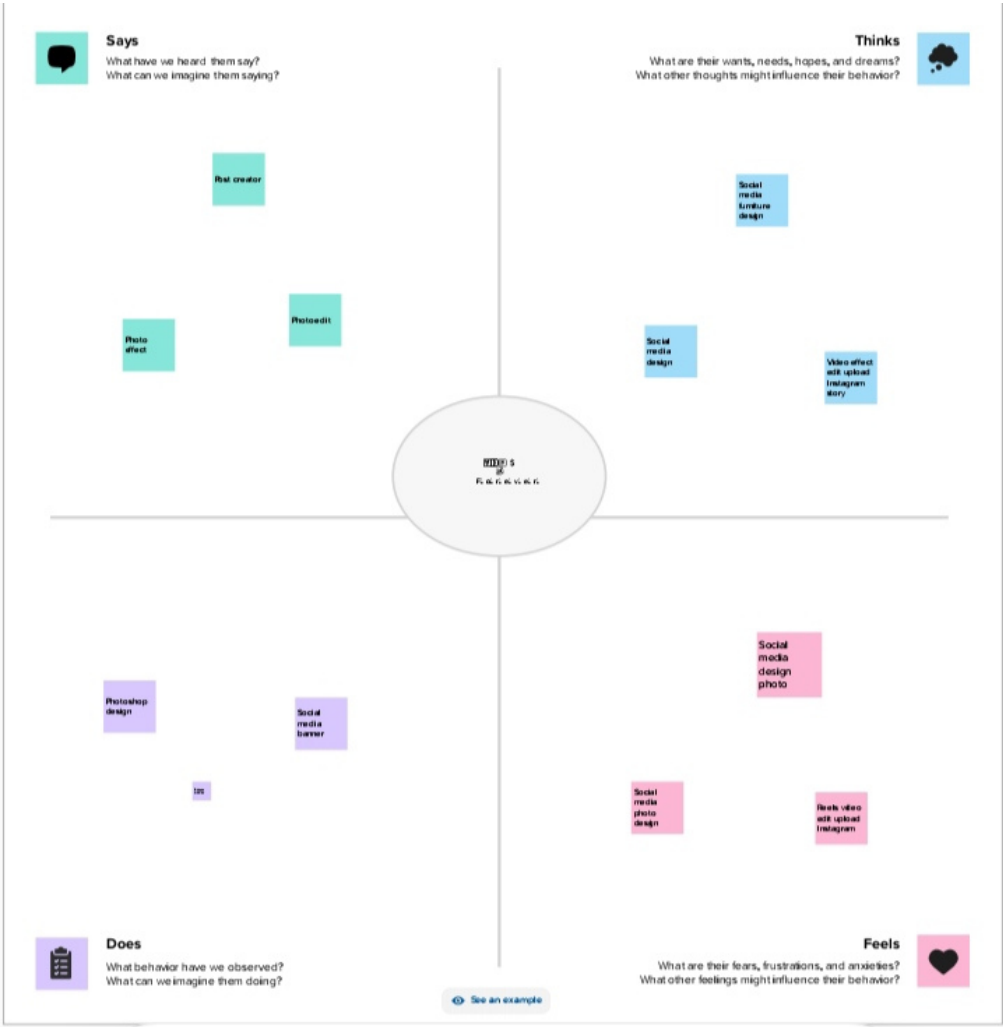 Says
What have we heard them say?
What can we imagine them saying?
Thinks
What are their wants, needs, hopes, and dreams?
What other thoughts might influence their behavior?
Post creator
Photo
effect
Photoedit
Social
media
furniture
design
Social
media
design
Video effect
edit upload
Instagram
story
Photoshop
design
Social
media
banner
Social
media
design
photo
Social
media
photo
design
Reels video
edit upload
Instagram
Does
What behavior have we observed?
What can we imagine them doing?
Feels
What are their fears, frustrations, and anxieties?
What other feelings might influence their behavior?
See an example